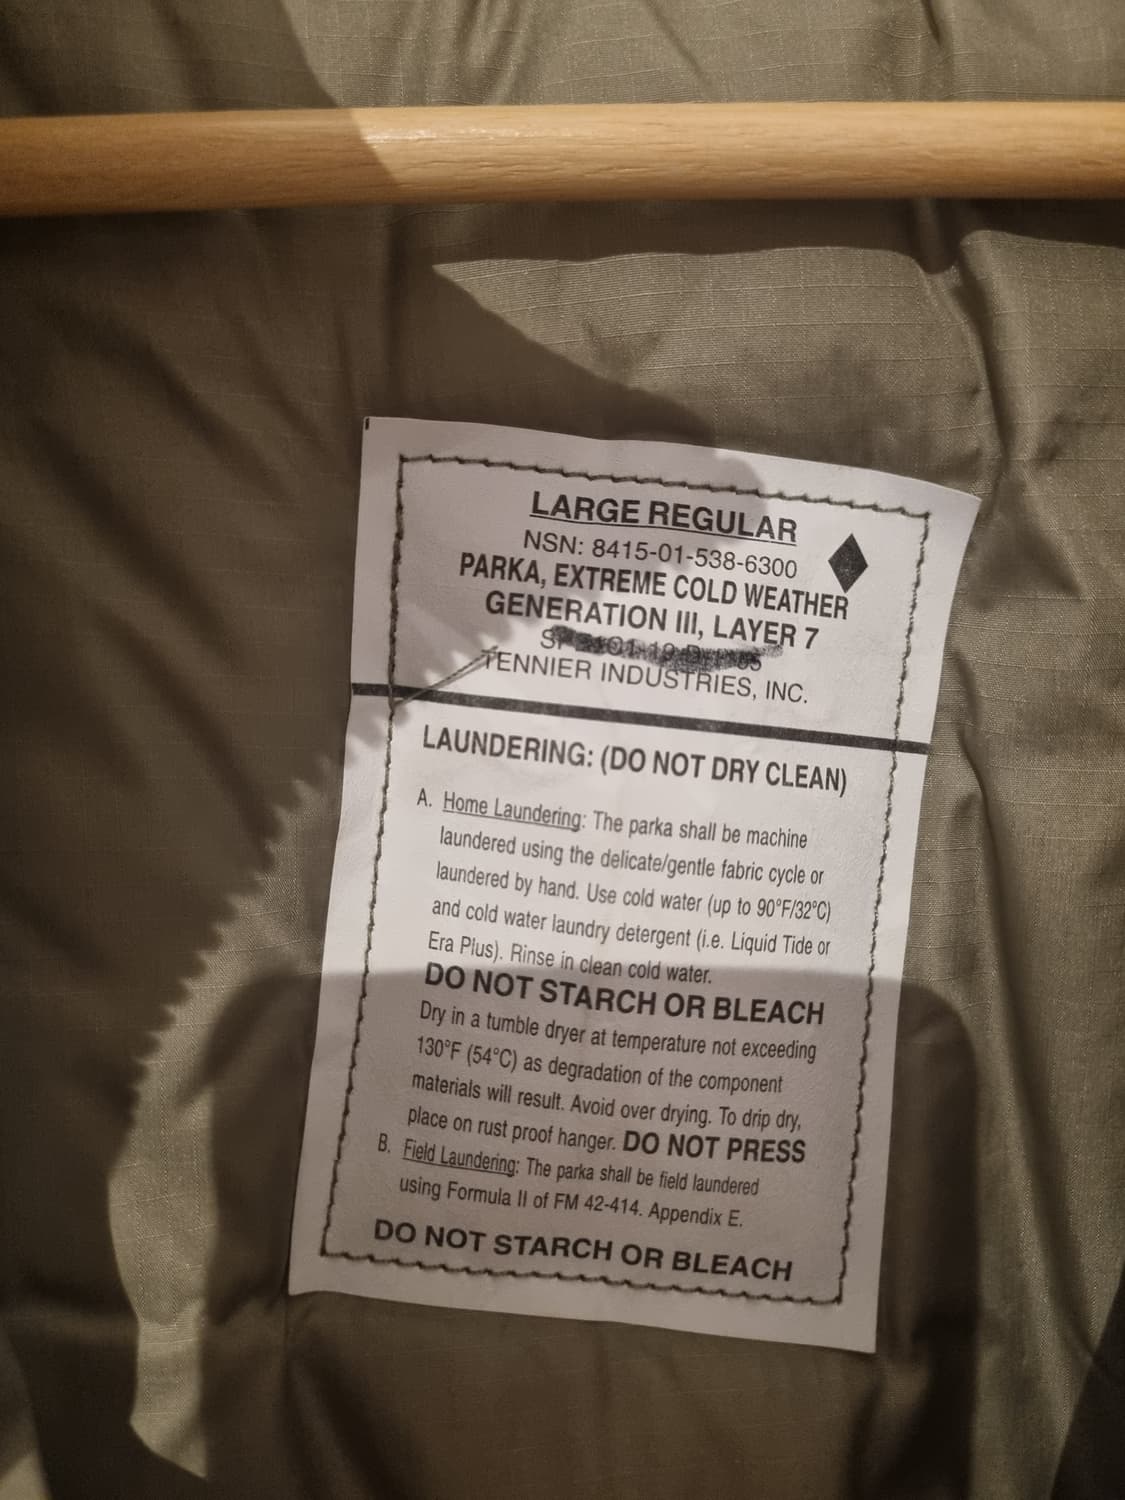 LARGE REGULAR
NSN: 8415-01-538-6300
PARKA, EXTREME COLD WEATHER
GENERATION III, LAYER 7
TENNIER INDUSTRIES, INC.
LAUNDERING: (DO NOT DRY CLEAN)
A. Home Laundering: The parka shall be machine
laundered using the delicate/gentle fabric cycle or
laundered by hand. Use cold water (up to 90°F/32°C)
and cold water laundry detergent (i.e. Liquid Tide or
Era Plus). Rinse in clean cold water.
DO NOT STARCH OR BLEACH
Dry in a tumble dryer at temperature not exceeding
130°F (54°C) as degradation of the component
materials will result. Avoid over drying. To drip dry,
place on rust proof hanger. DO NOT PRESS
B. Field Laundering: The parka shall be field laundered
using Formula II of FM 42-414. Appendix E.
DO NOT STARCH OR BLEACH